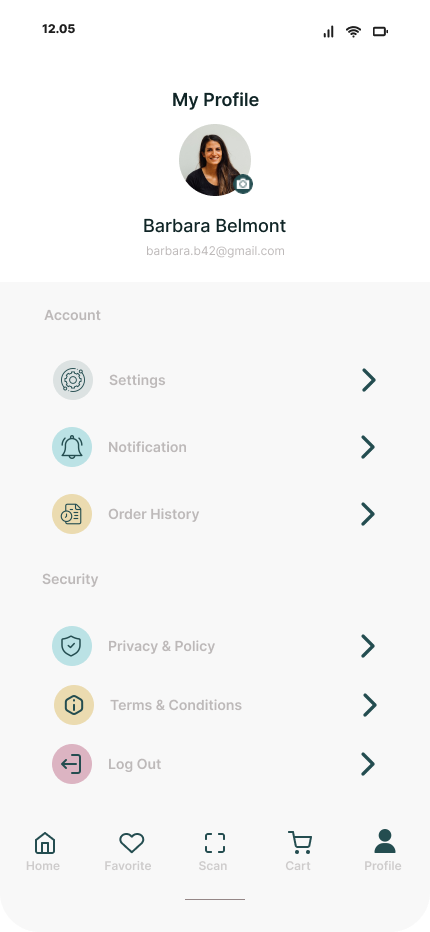 12.05
My Profile
Barbara Belmont
barbara.b42@gmail.com
Account
Settings
Notification
Order History
Security
Privacy & Policy
Terms & Conditions
Log Out
Home Favorite Scan Cart Profile